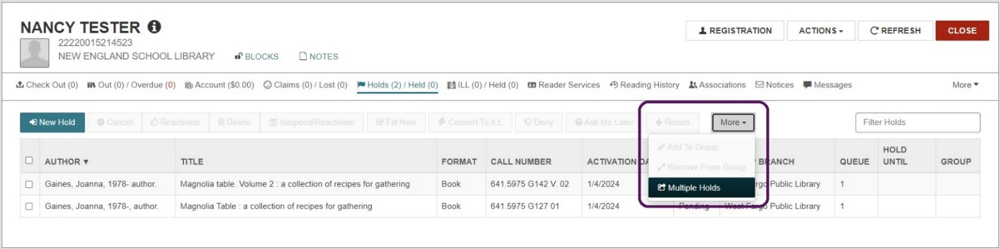 NANCY TESTER
REGISTRATION ACTIONS REFRESH CLOSE
22220015214523
NEW ENGLAND SCHOOL LIBRARY BLOCKS NOTES
Check Out (0) Out (0) / Overdue (0) Account ($0.00) Claims (0) / Lost (0) Holds (2) / Held (0) ILL (0) / Held (0) Reader Services Reading History Associations Notices Messages More
New Hold Cancel Reactivate Delete Suspend/Reactivate Fill Now Convert To ILL Deny Ask Me Later Return More Filter Holds
Add To Group
Remove From Group
Multiple Holds
AUTHOR TITLE FORMAT CALL NUMBER ACTIVATION BRANCH QUEUE HOLD UNTIL GROUP
Gaines, Joanna, 1978- author. Magnolia table. Volume 2 : a collection of recipes for gathering Book 641.5975 G142 V. 02 1/4/2024 Public Library 1
Gaines, Joanna, 1978-, author. Magnolia Table : a collection of recipes for gathering Book 641.5975 G127 01 1/4/2024 Pending West Fargo Public Library 1